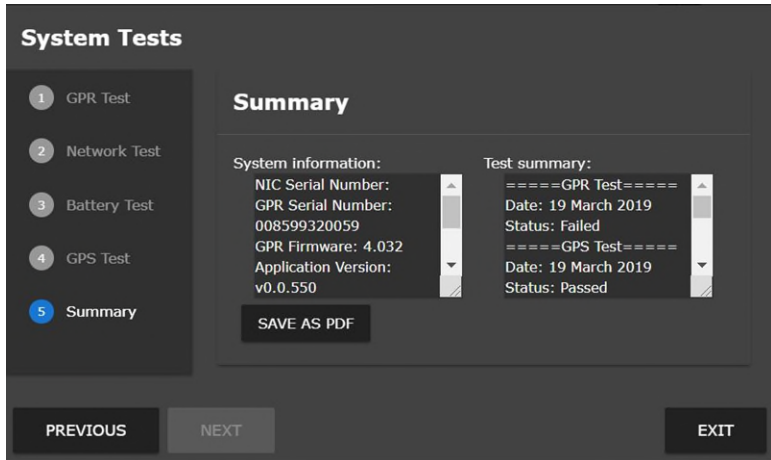 System Tests
1 GPR Test
2 Network Test
3 Battery Test
4 GPS Test
5 Summary
Summary
System information:
NIC Serial Number:
GPR Serial Number:
008599320059
GPR Firmware: 4.032
Application Version:
v0.0.550
Test summary:
=====GPR Test=====
Date: 19 March 2019
Status: Failed
=====GPS Test=====
Date: 19 March 2019
Status: Passed
SAVE AS PDF
PREVIOUS
NEXT
EXIT